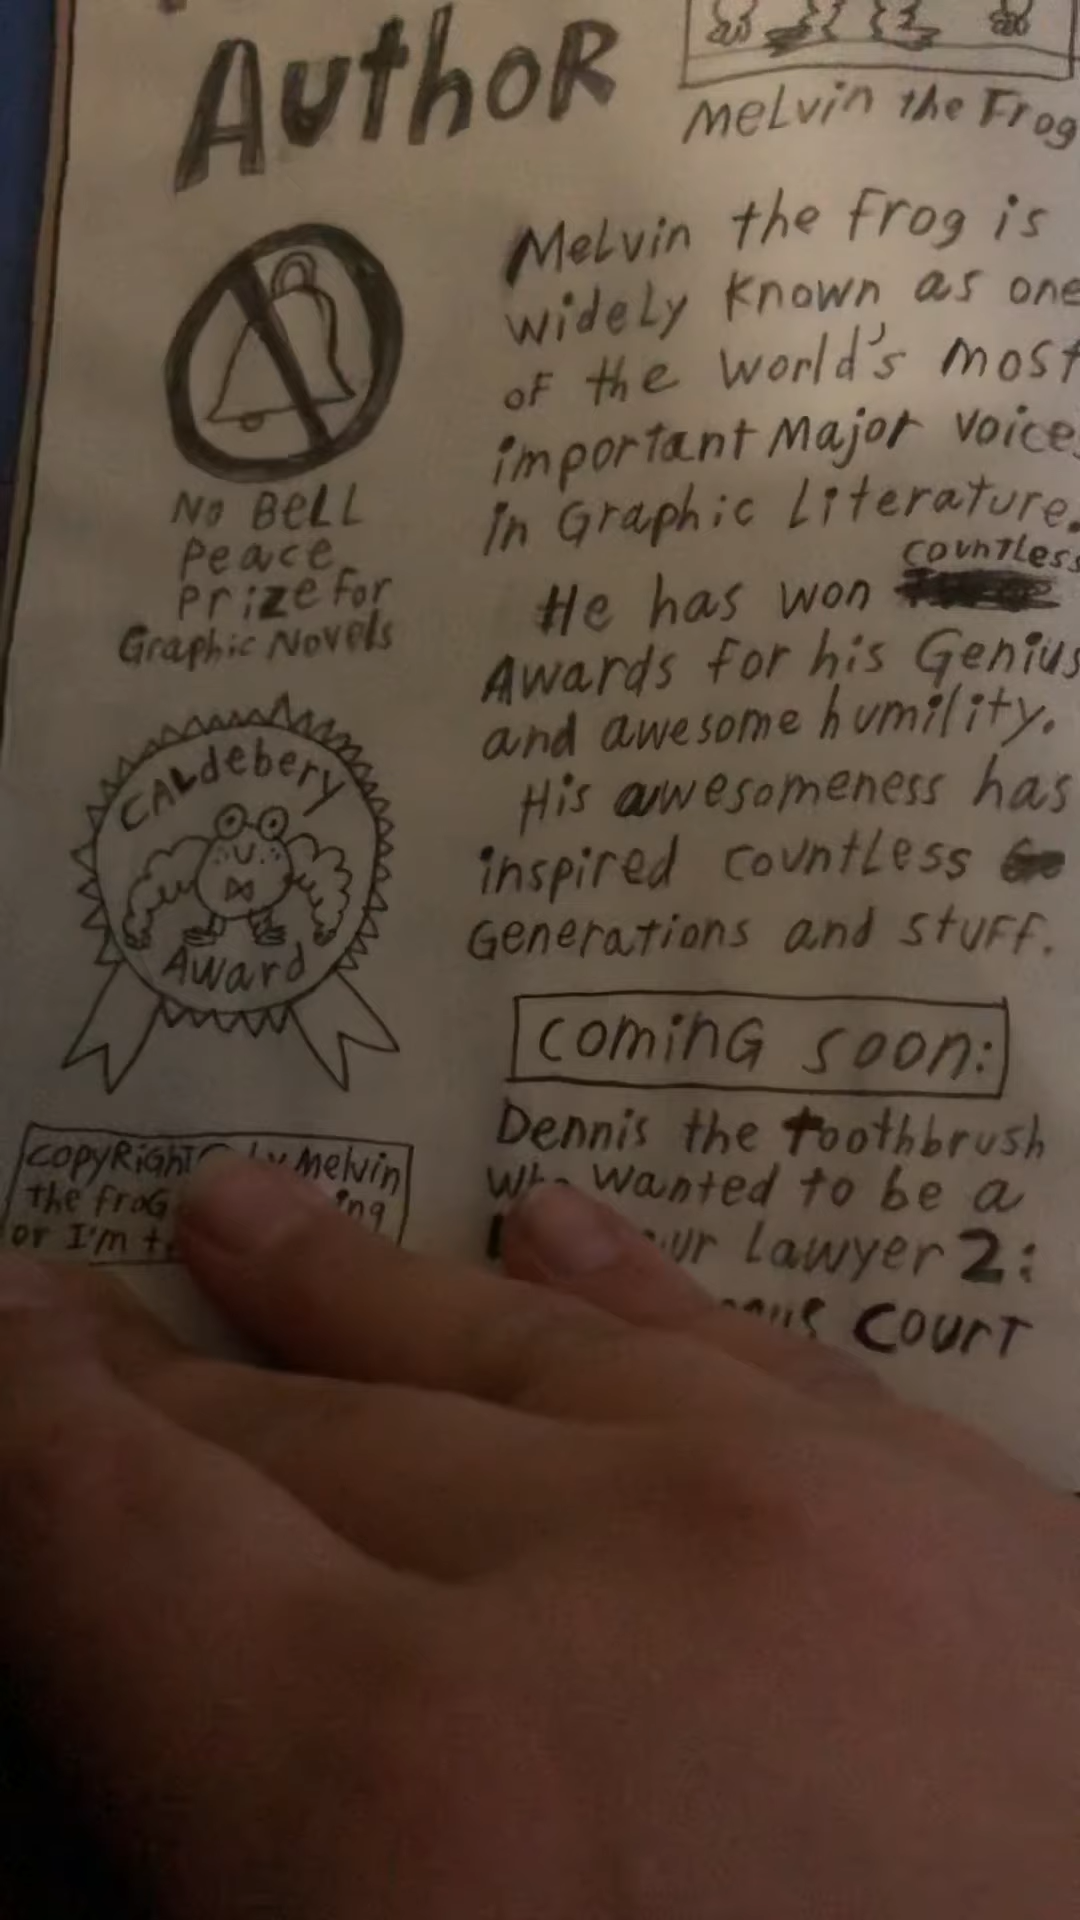 AuthoR
Melvin the Frog
Melvin the Frog is
widely known as one
of the world's most
important Major voices
in Graphic Literature.
countless
He has won
Awards for his Genius
and awesome humility.
His awesomeness has
inspired countless
Generations and stuff.
No Bell
Peace
Prize for
Graphic Novels
CALdebery
Award
Coming Soon:
Dennis the toothbrush
who wanted to be a
Lawyer 2:
Court
CopyRight © by Melvin
the froG
or I'm